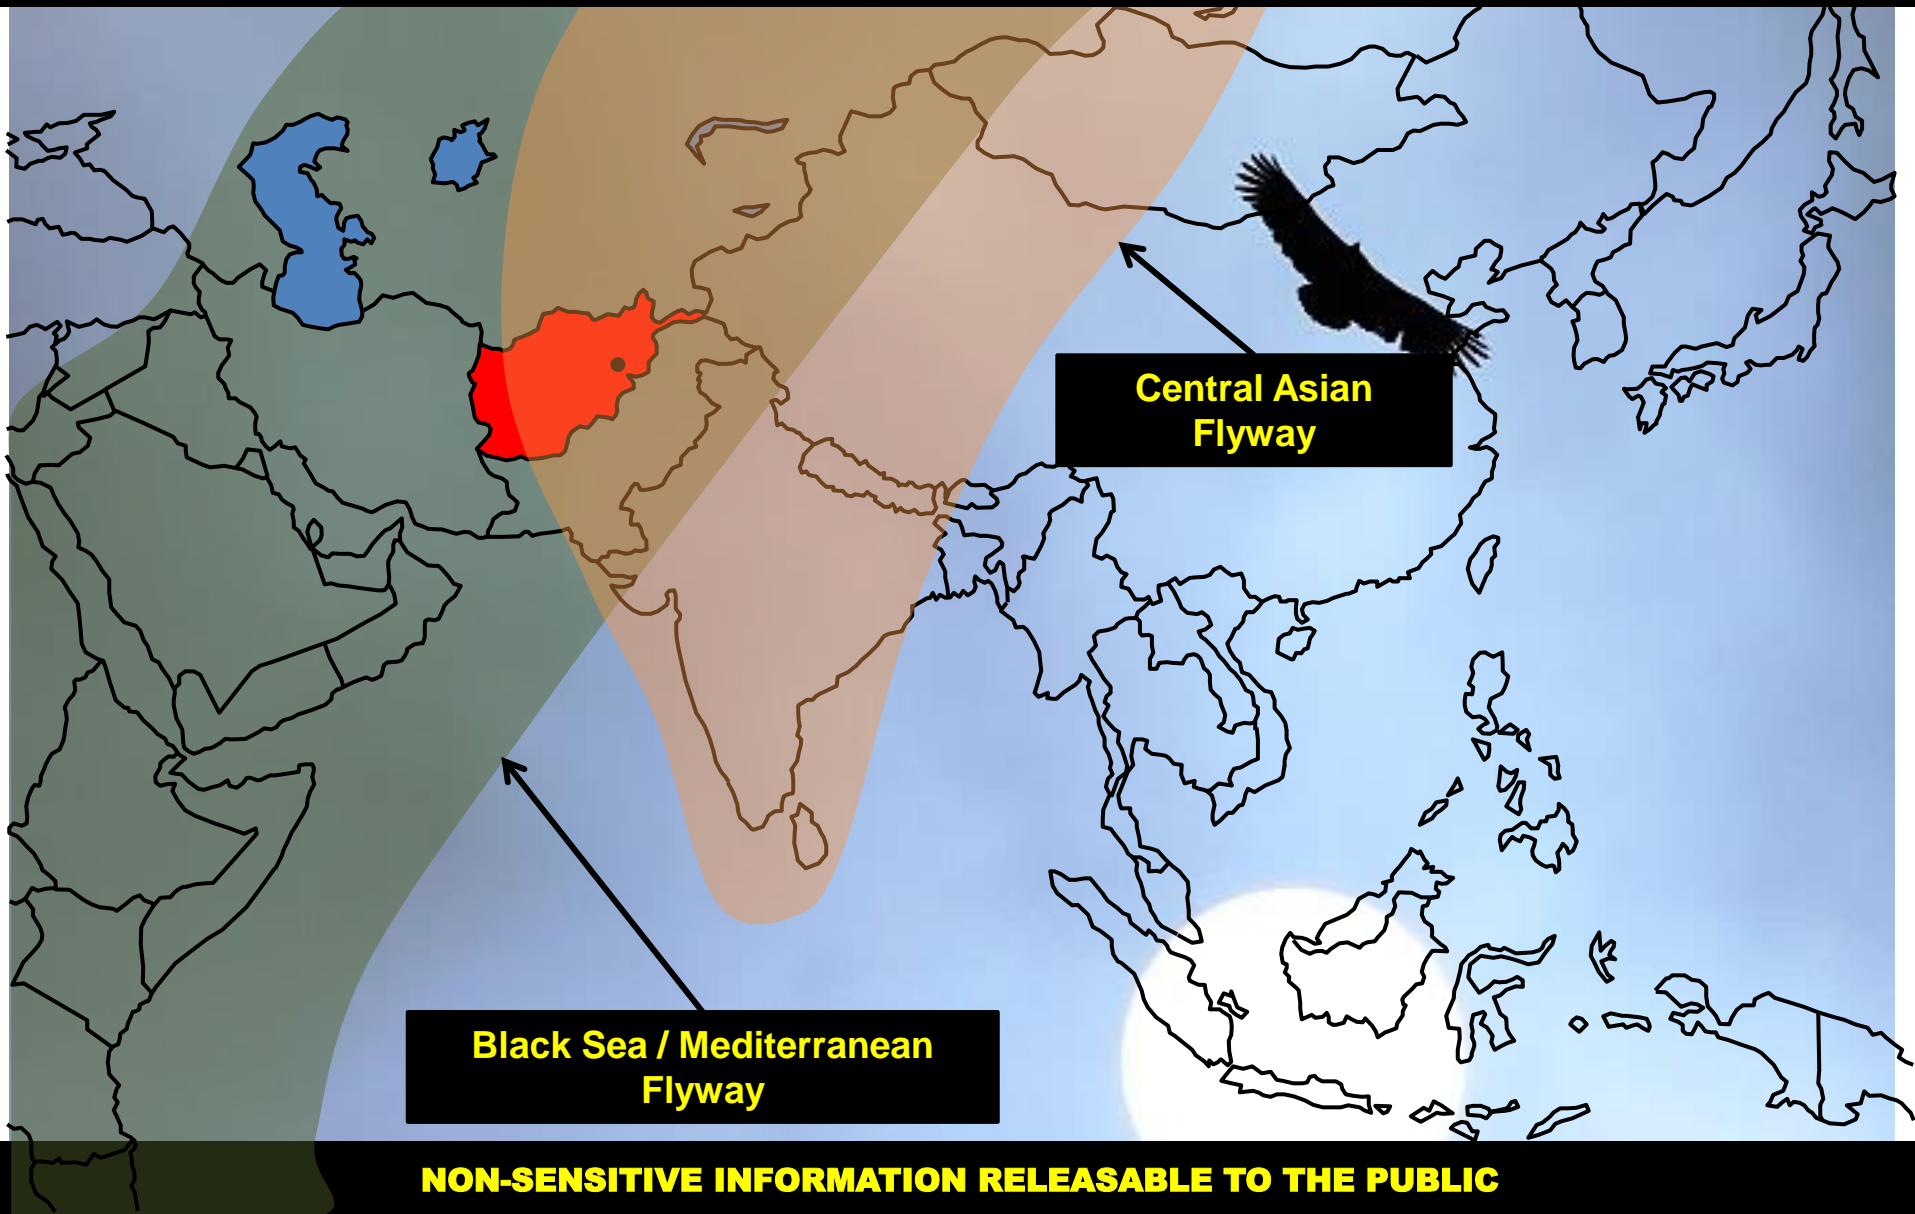 Central Asian
Flyway
Black Sea / Mediterranean
Flyway
NON-SENSITIVE INFORMATION RELEASABLE TO THE PUBLIC